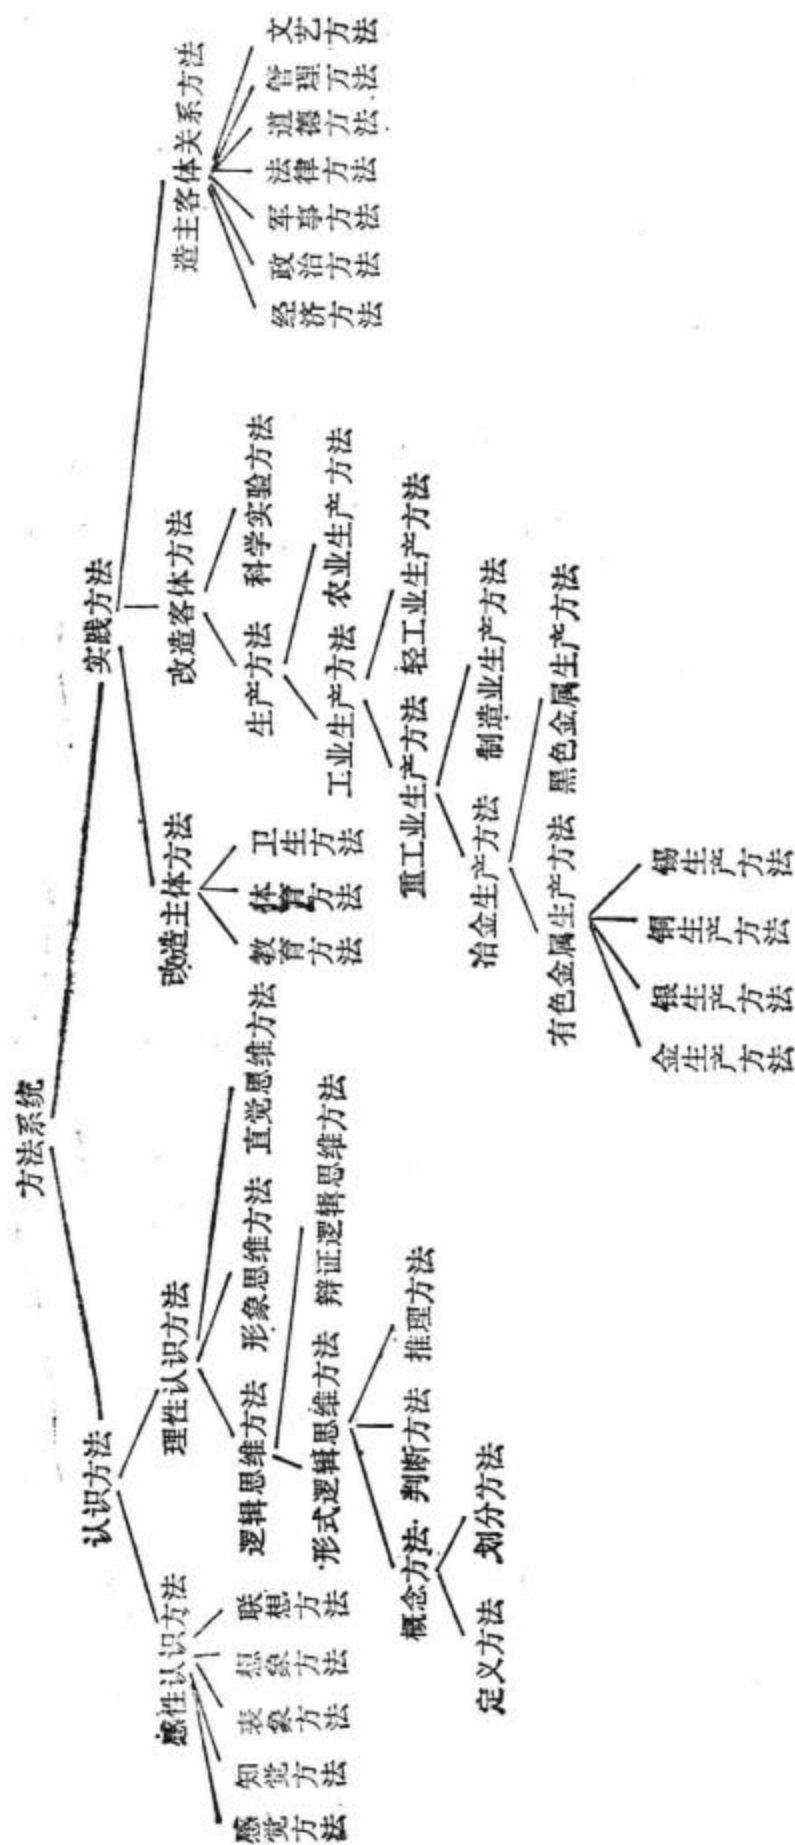 方法系统
认识方法
实践方法
感性认识方法
理性认识方法
改造主体方法
改造客体方法
造主客体关系方法
感觉方法
知觉方法
表象方法
想象方法
联想方法
逻辑思维方法
形象思维方法
直觉思维方法
教育方法
体育方法
卫生方法
生产方法
科学实验方法
经济方法
政治方法
军事方法
法律方法
道德方法
管理方法
文艺方法
形式逻辑思维方法
辩证逻辑思维方法
工业生产方法
农业生产方法
概念方法
判断方法
推理方法
重工业生产方法
轻工业生产方法
定义方法
划分方法
冶金生产方法
制造业生产方法
有色金属生产方法
黑色金属生产方法
金生产方法
银生产方法
铜生产方法
锡生产方法